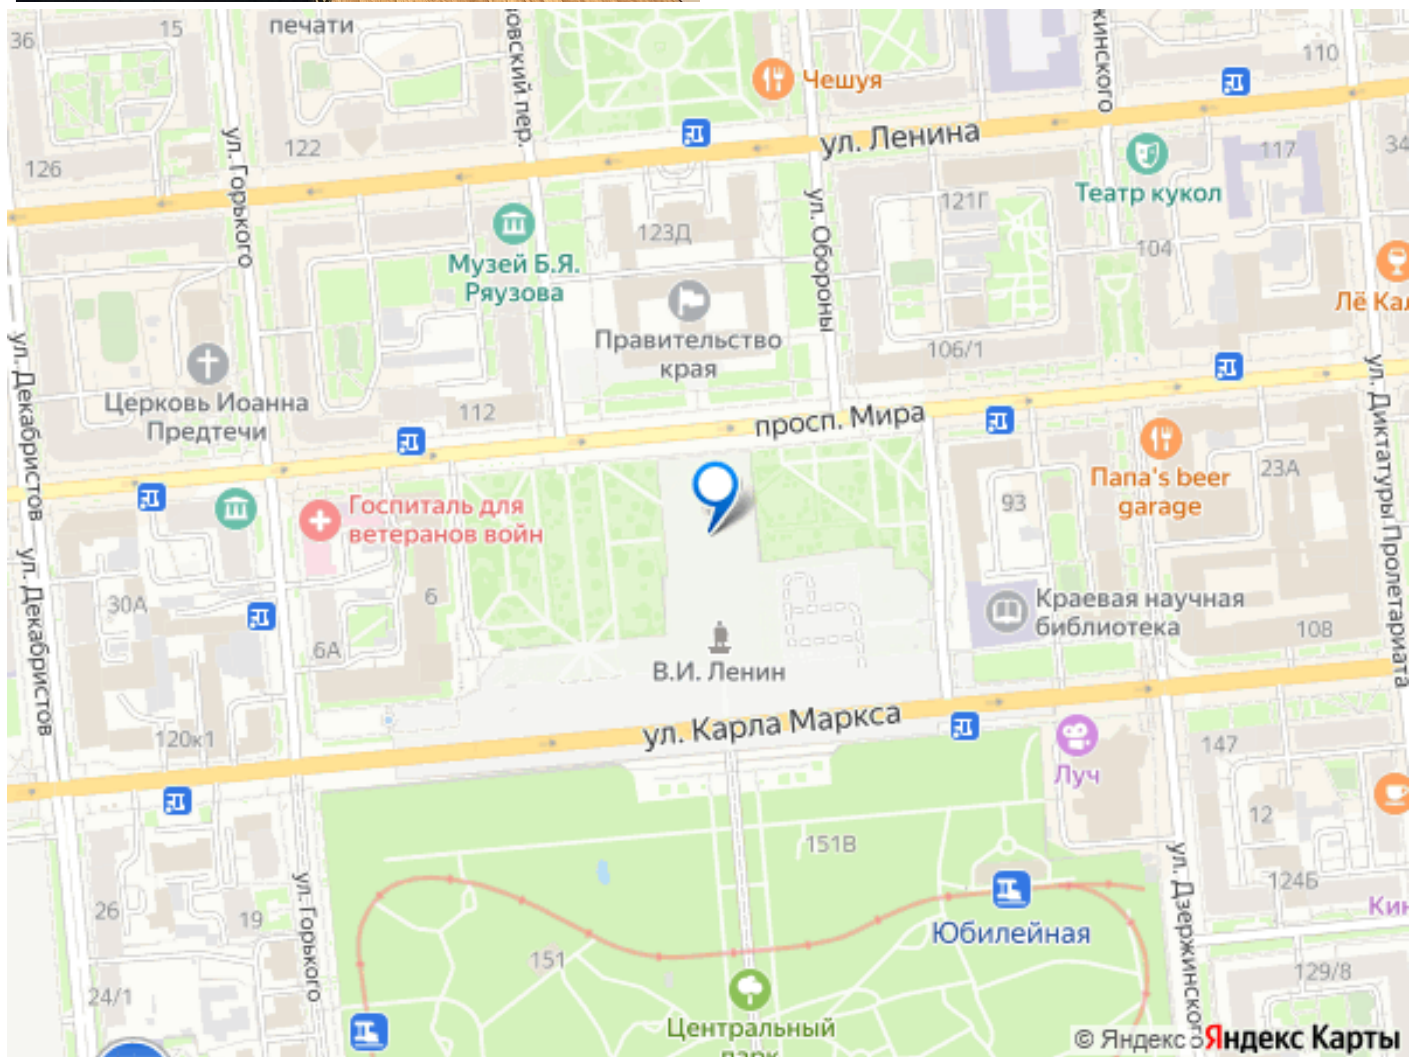 36
15
печати
овский пер.
жинского
110
Чешуя
ул. Ленина
126
ул. Горького
122
117
34
Театр кукол
121Г
ул. Обороны
123Д
104
Музей Б.Я.
Ряузова
Правительство
края
106/1
Лё Кал
ул. Декабристов
Церковь Иоанна
Предтечи
112
просп. Мира
ул. Диктатуры Пролетариата
Папа's beer
garage
23А
93
Госпиталь для
ветеранов войн
ул. Декабристов
30А
6
6А
Краевая научная
библиотека
108
В.И. Ленин
ул. Карла Маркса
120к1
147
Луч
12
151В
ул. Горького
ул. Дзержинского
124Б
26
19
Кин
Юбилейная
151
129/8
24/1
Центральный
парк
© Яндекс
Яндекс Карты